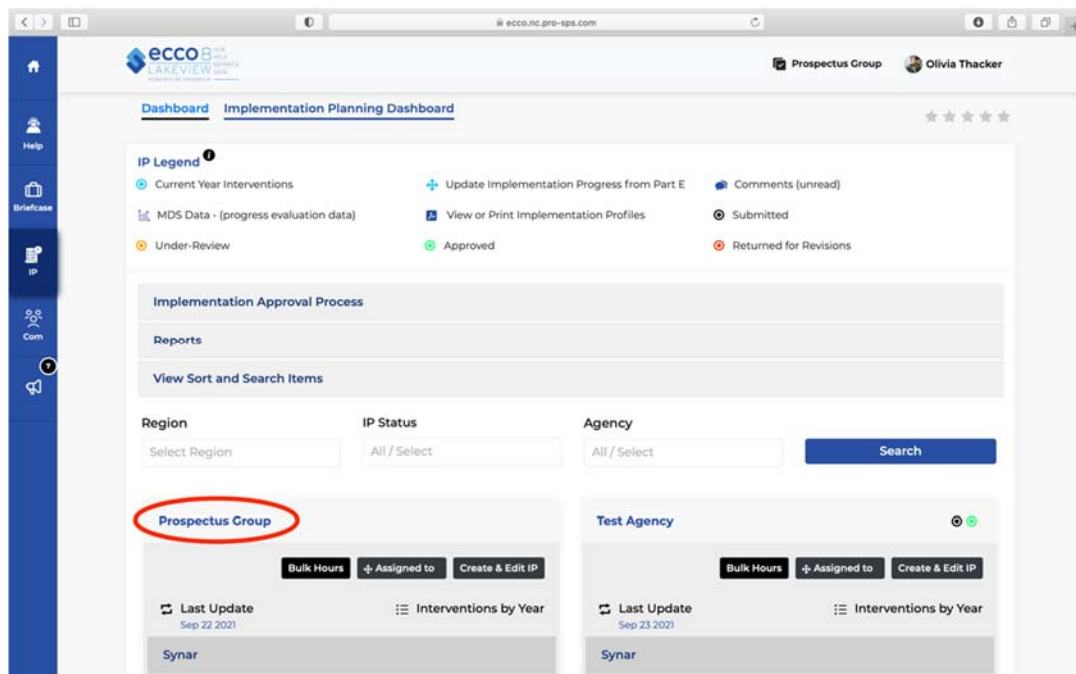 ecco.nc.pro-sps.com
ecco 8
LAKEVIEW
Prospectus Group
Olivia Thacker
Help
Briefcase
IP
Com
?
Dashboard Implementation Planning Dashboard
IP Legend i
Current Year Interventions Update Implementation Progress from Part E Comments (unread)
MDS Data - (progress evaluation data) View or Print Implementation Profiles Submitted
Under-Review Approved Returned for Revisions
Implementation Approval Process
Reports
View Sort and Search Items
Region IP Status Agency
Select Region All / Select All / Select Search
Prospectus Group
Bulk Hours Assigned to Create & Edit IP
Last Update Interventions by Year
Sep 22 2021
Synar
Test Agency
Bulk Hours Assigned to Create & Edit IP
Last Update Interventions by Year
Sep 23 2021
Synar